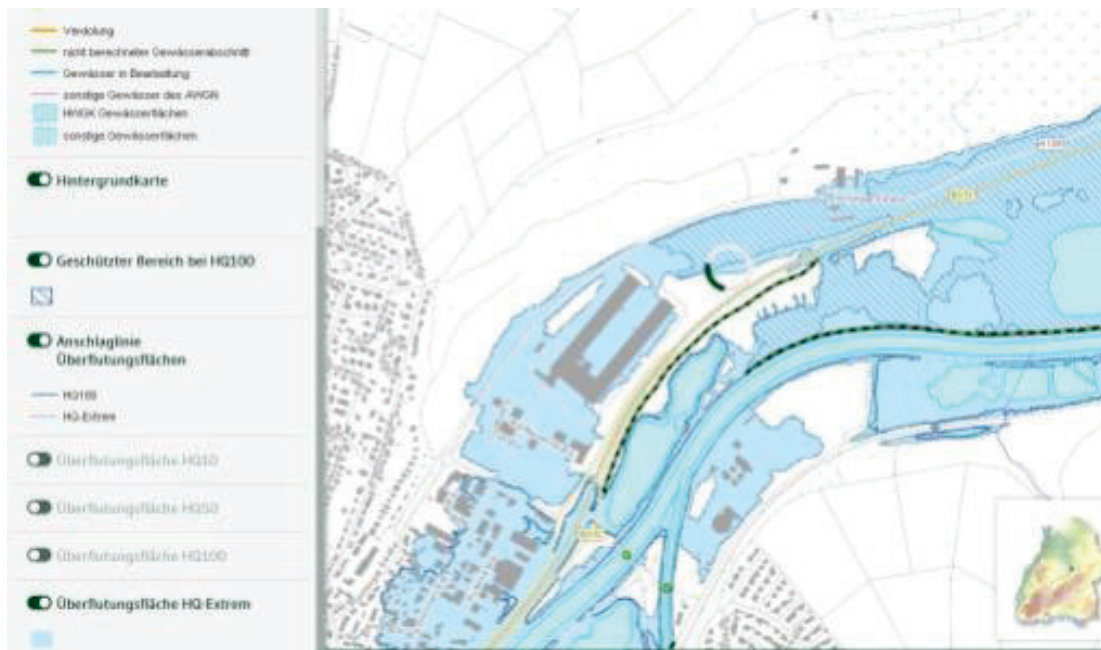 Verdolung
nicht berechneter Gewässerabschnitt
Gewässer in Bearbeitung
sonstige Gewässer des AWGN
HWGK Gewässerflächen
sonstige Gewässerflächen
Hintergrundkarte
Geschützter Bereich bei HQ100
Anschlaglinie
Überflutungsflächen
HQ100
HQ-Extrem
Überflutungsfläche HQ10
Überflutungsfläche HQ50
Überflutungsfläche HQ100
Überflutungsfläche HQ-Extrem